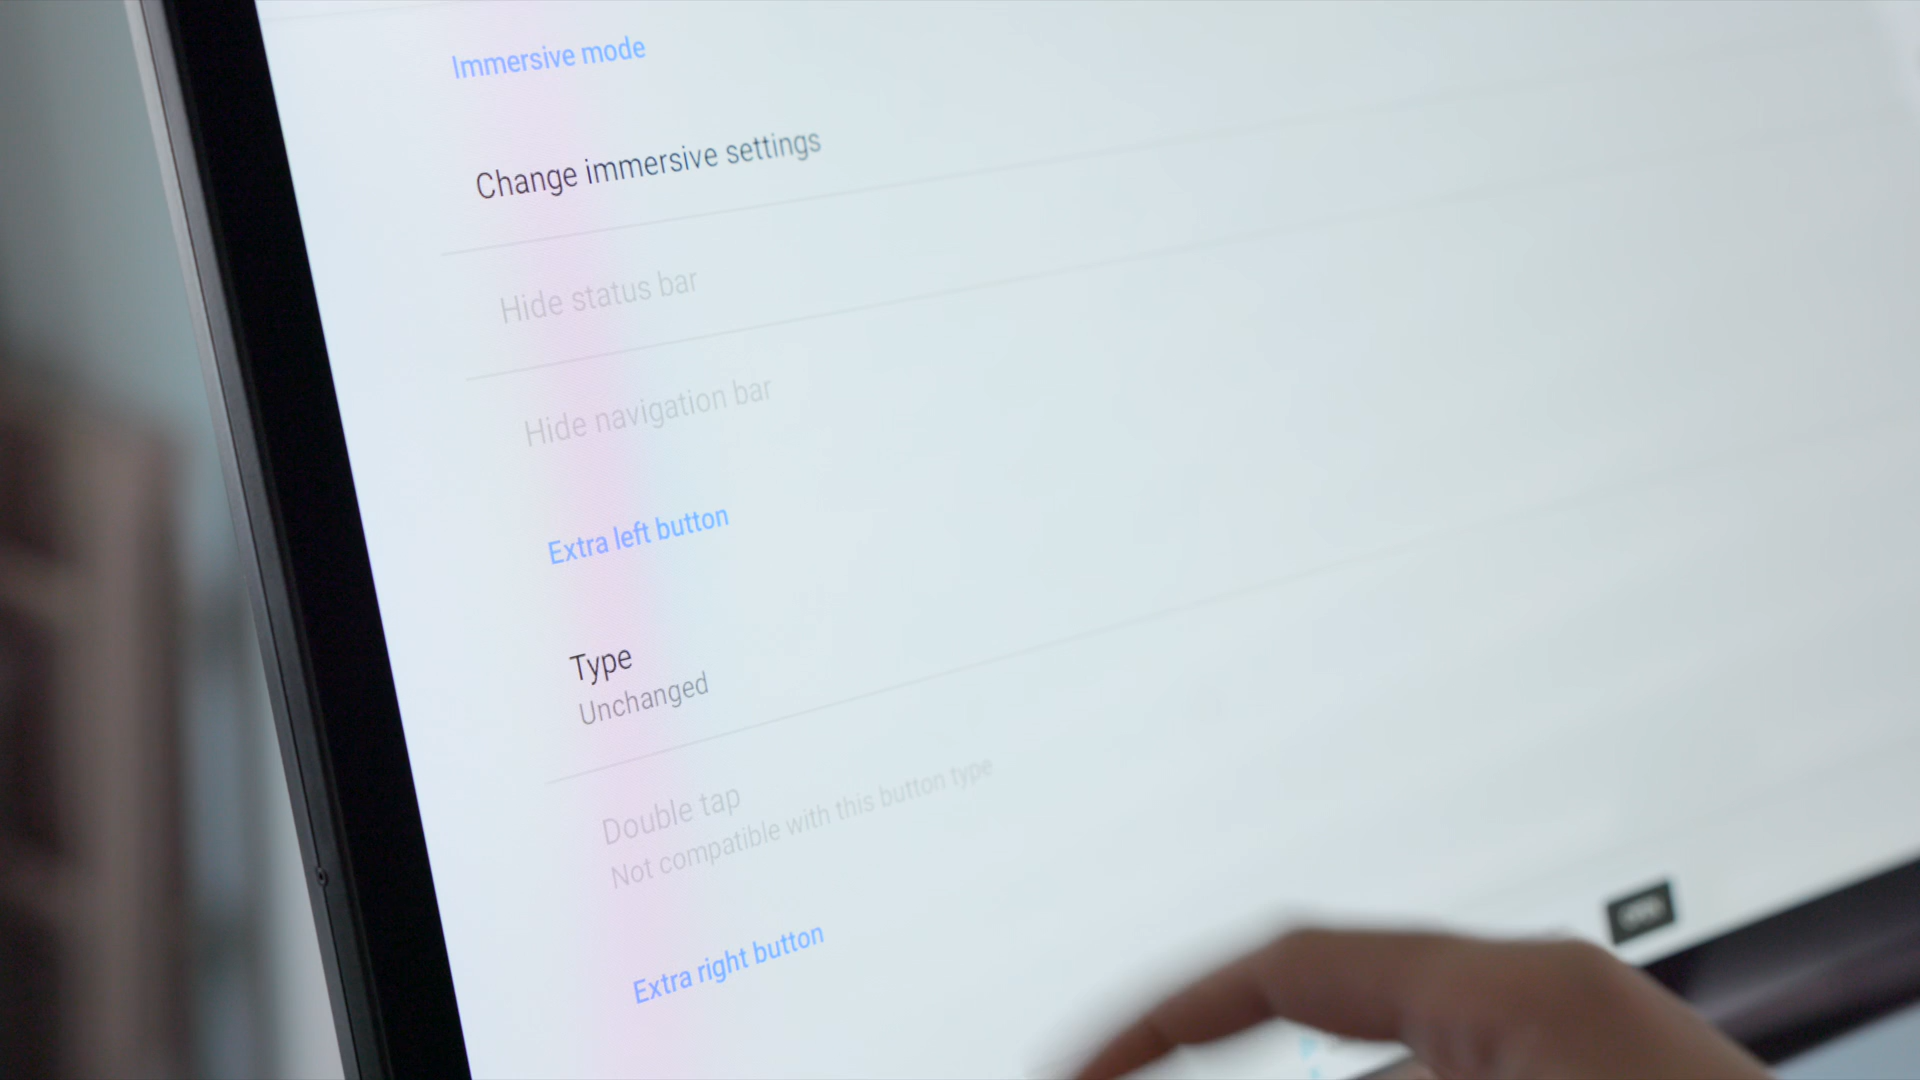 Immersive mode
Change immersive settings
Hide status bar
Hide navigation bar
Extra left button
Type
Unchanged
Double tap
Not compatible with this button type
Extra right button